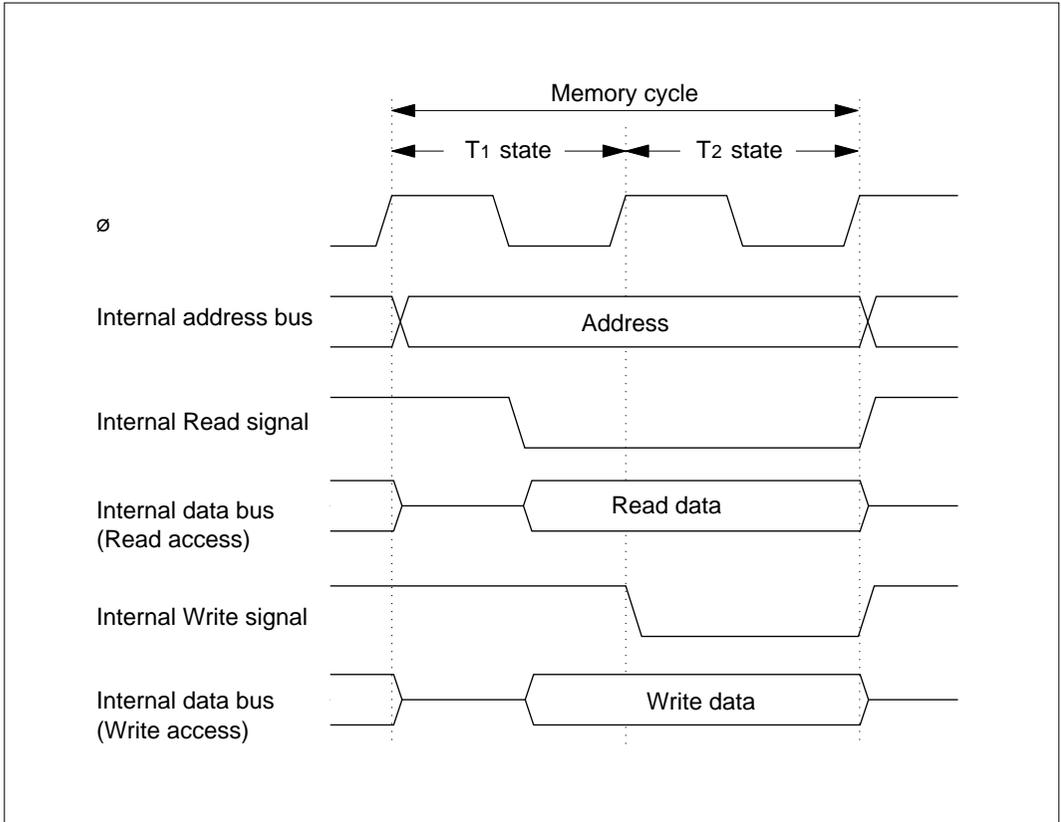 Memory cycle
T1 state T2 state
ø
Internal address bus
Address
Internal Read signal
Internal data bus
(Read access)
Read data
Internal Write signal
Internal data bus
(Write access)
Write data